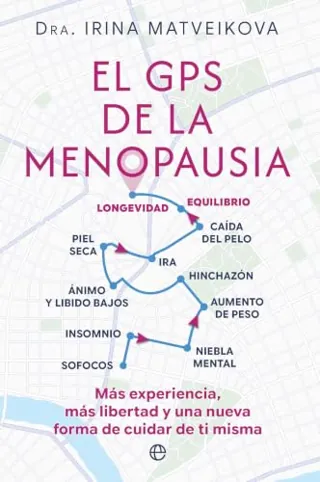 DRA. IRINA MATVEIKOVA
EL GPS
DE LA
MENOPAUSIA
LONGEVIDAD
EQUILIBRIO
CAÍDA
DEL PELO
PIEL
SECA
IRA
HINCHAZÓN
ÁNIMO
Y LIBIDO BAJOS
AUMENTO
DE PESO
INSOMNIO
NIEBLA
MENTAL
SOFOCOS
Más experiencia,
más libertad y una nueva
forma de cuidar de ti misma
e